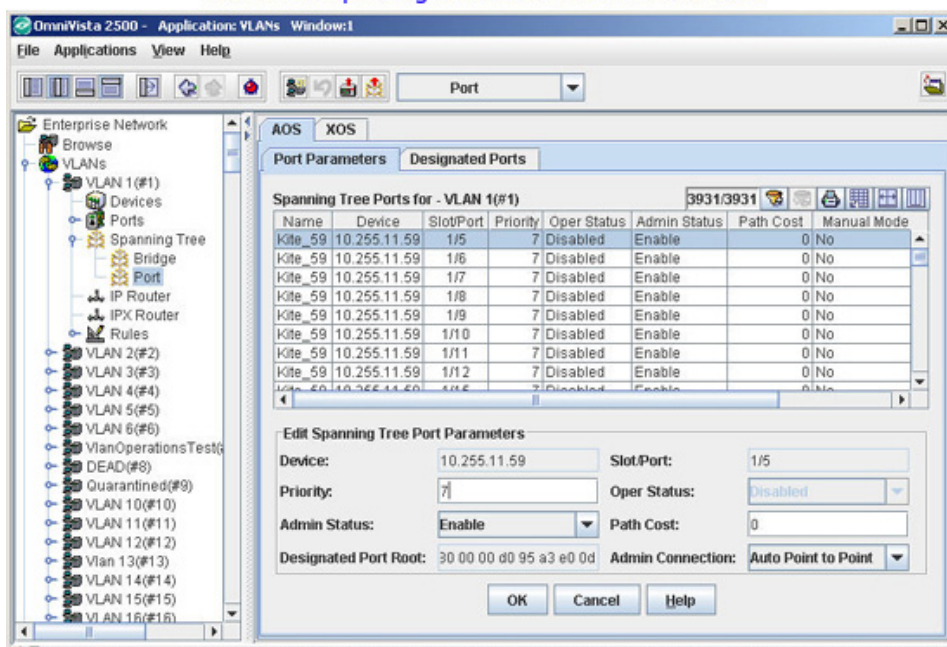 OmniVista 2500 - Application: VLANs Window:1
File Applications View Help
Port
Enterprise Network
Browse
VLANs
VLAN 1(#1)
Devices
Ports
Spanning Tree
Bridge
Port
IP Router
IPX Router
Rules
VLAN 2(#2)
VLAN 3(#3)
VLAN 4(#4)
VLAN 5(#5)
VLAN 6(#6)
VlanOperationsTest(
DEAD(#8)
Quarantined(#9)
VLAN 10(#10)
VLAN 11(#11)
VLAN 12(#12)
Vlan 13(#13)
VLAN 14(#14)
VLAN 15(#15)
VLAN 16(#16)
AOS XOS
Port Parameters Designated Ports
Spanning Tree Ports for - VLAN 1(#1) 3931/3931
Name Device Slot/Port Priority Oper Status Admin Status Path Cost Manual Mode
Kite_59 10.255.11.59 1/5 7 Disabled Enable 0 No
Kite_59 10.255.11.59 1/6 7 Disabled Enable 0 No
Kite_59 10.255.11.59 1/7 7 Disabled Enable 0 No
Kite_59 10.255.11.59 1/8 7 Disabled Enable 0 No
Kite_59 10.255.11.59 1/9 7 Disabled Enable 0 No
Kite_59 10.255.11.59 1/10 7 Disabled Enable 0 No
Kite_59 10.255.11.59 1/11 7 Disabled Enable 0 No
Kite_59 10.255.11.59 1/12 7 Disabled Enable 0 No
Edit Spanning Tree Port Parameters
Device: 10.255.11.59 Slot/Port: 1/5
Priority: 7 Oper Status: Disabled
Admin Status: Enable Path Cost: 0
Designated Port Root: 30 00 00 d0 95 a3 e0 0d Admin Connection: Auto Point to Point
OK Cancel Help